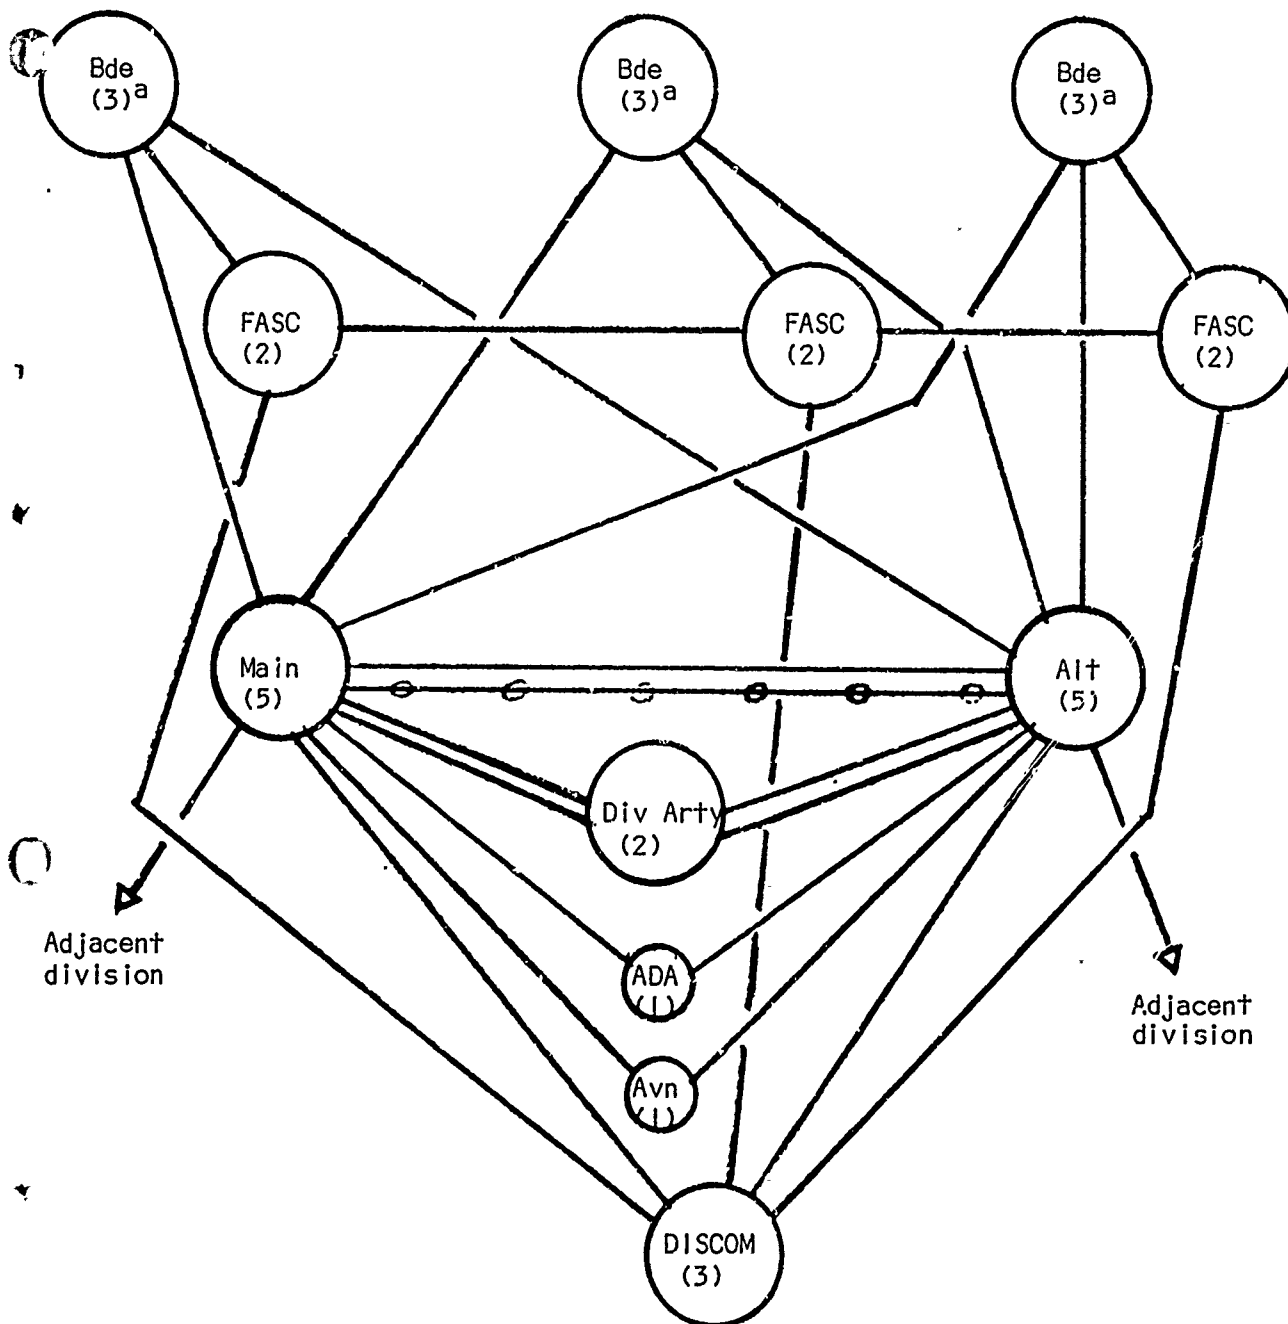 Bde
(3)a
Bde
(3)a
Bde
(3)a
FASC
(2)
FASC
(2)
FASC
(2)
Main
(5)
Alt
(5)
Div Arty
(2)
Adjacent
division
ADA
(1)
Adjacent
division
Avn
(1)
DISCOM
(3)